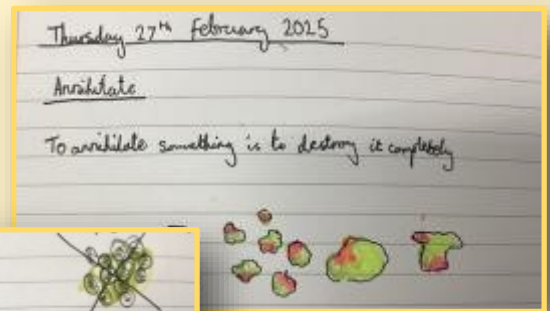 Thursday 27th February 2025
Annihilate
To annihilate something is to destroy it completely